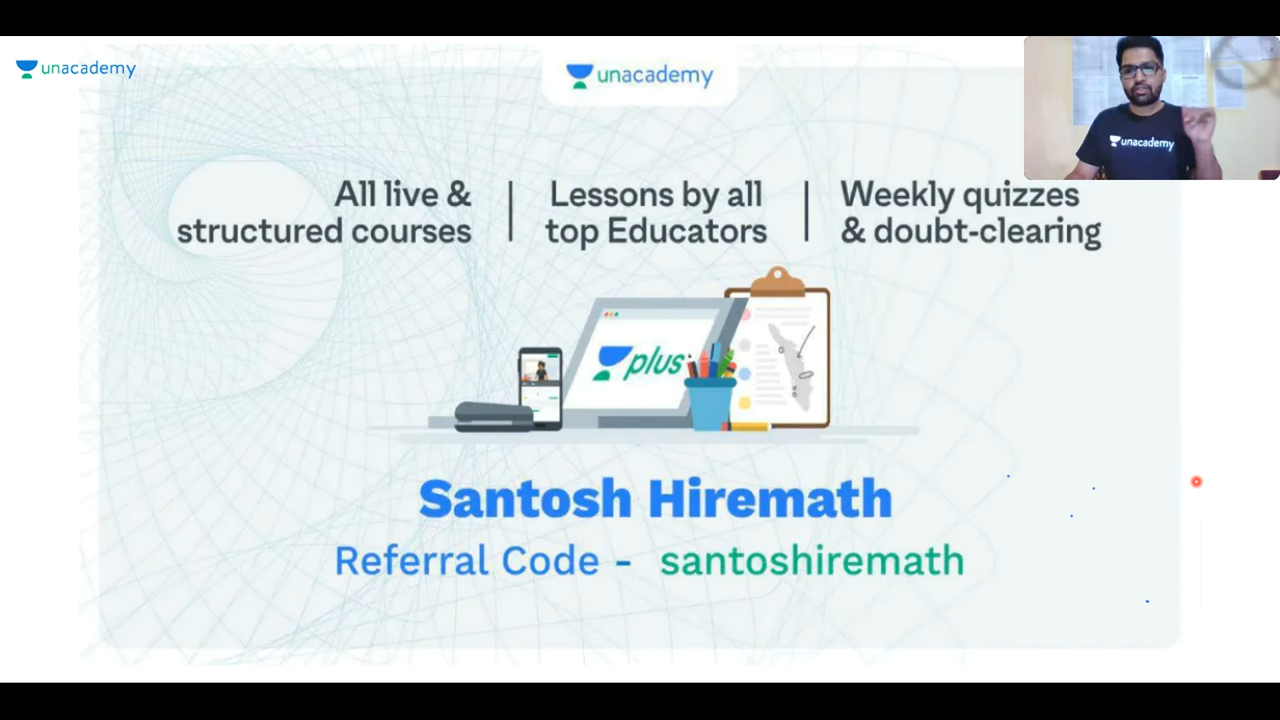 unacademy
unacademy
unacademy
All live &
structured courses
Lessons by all
top Educators
Weekly quizzes
& doubt-clearing
plus
Santosh Hiremath
Referral Code - santoshiremath